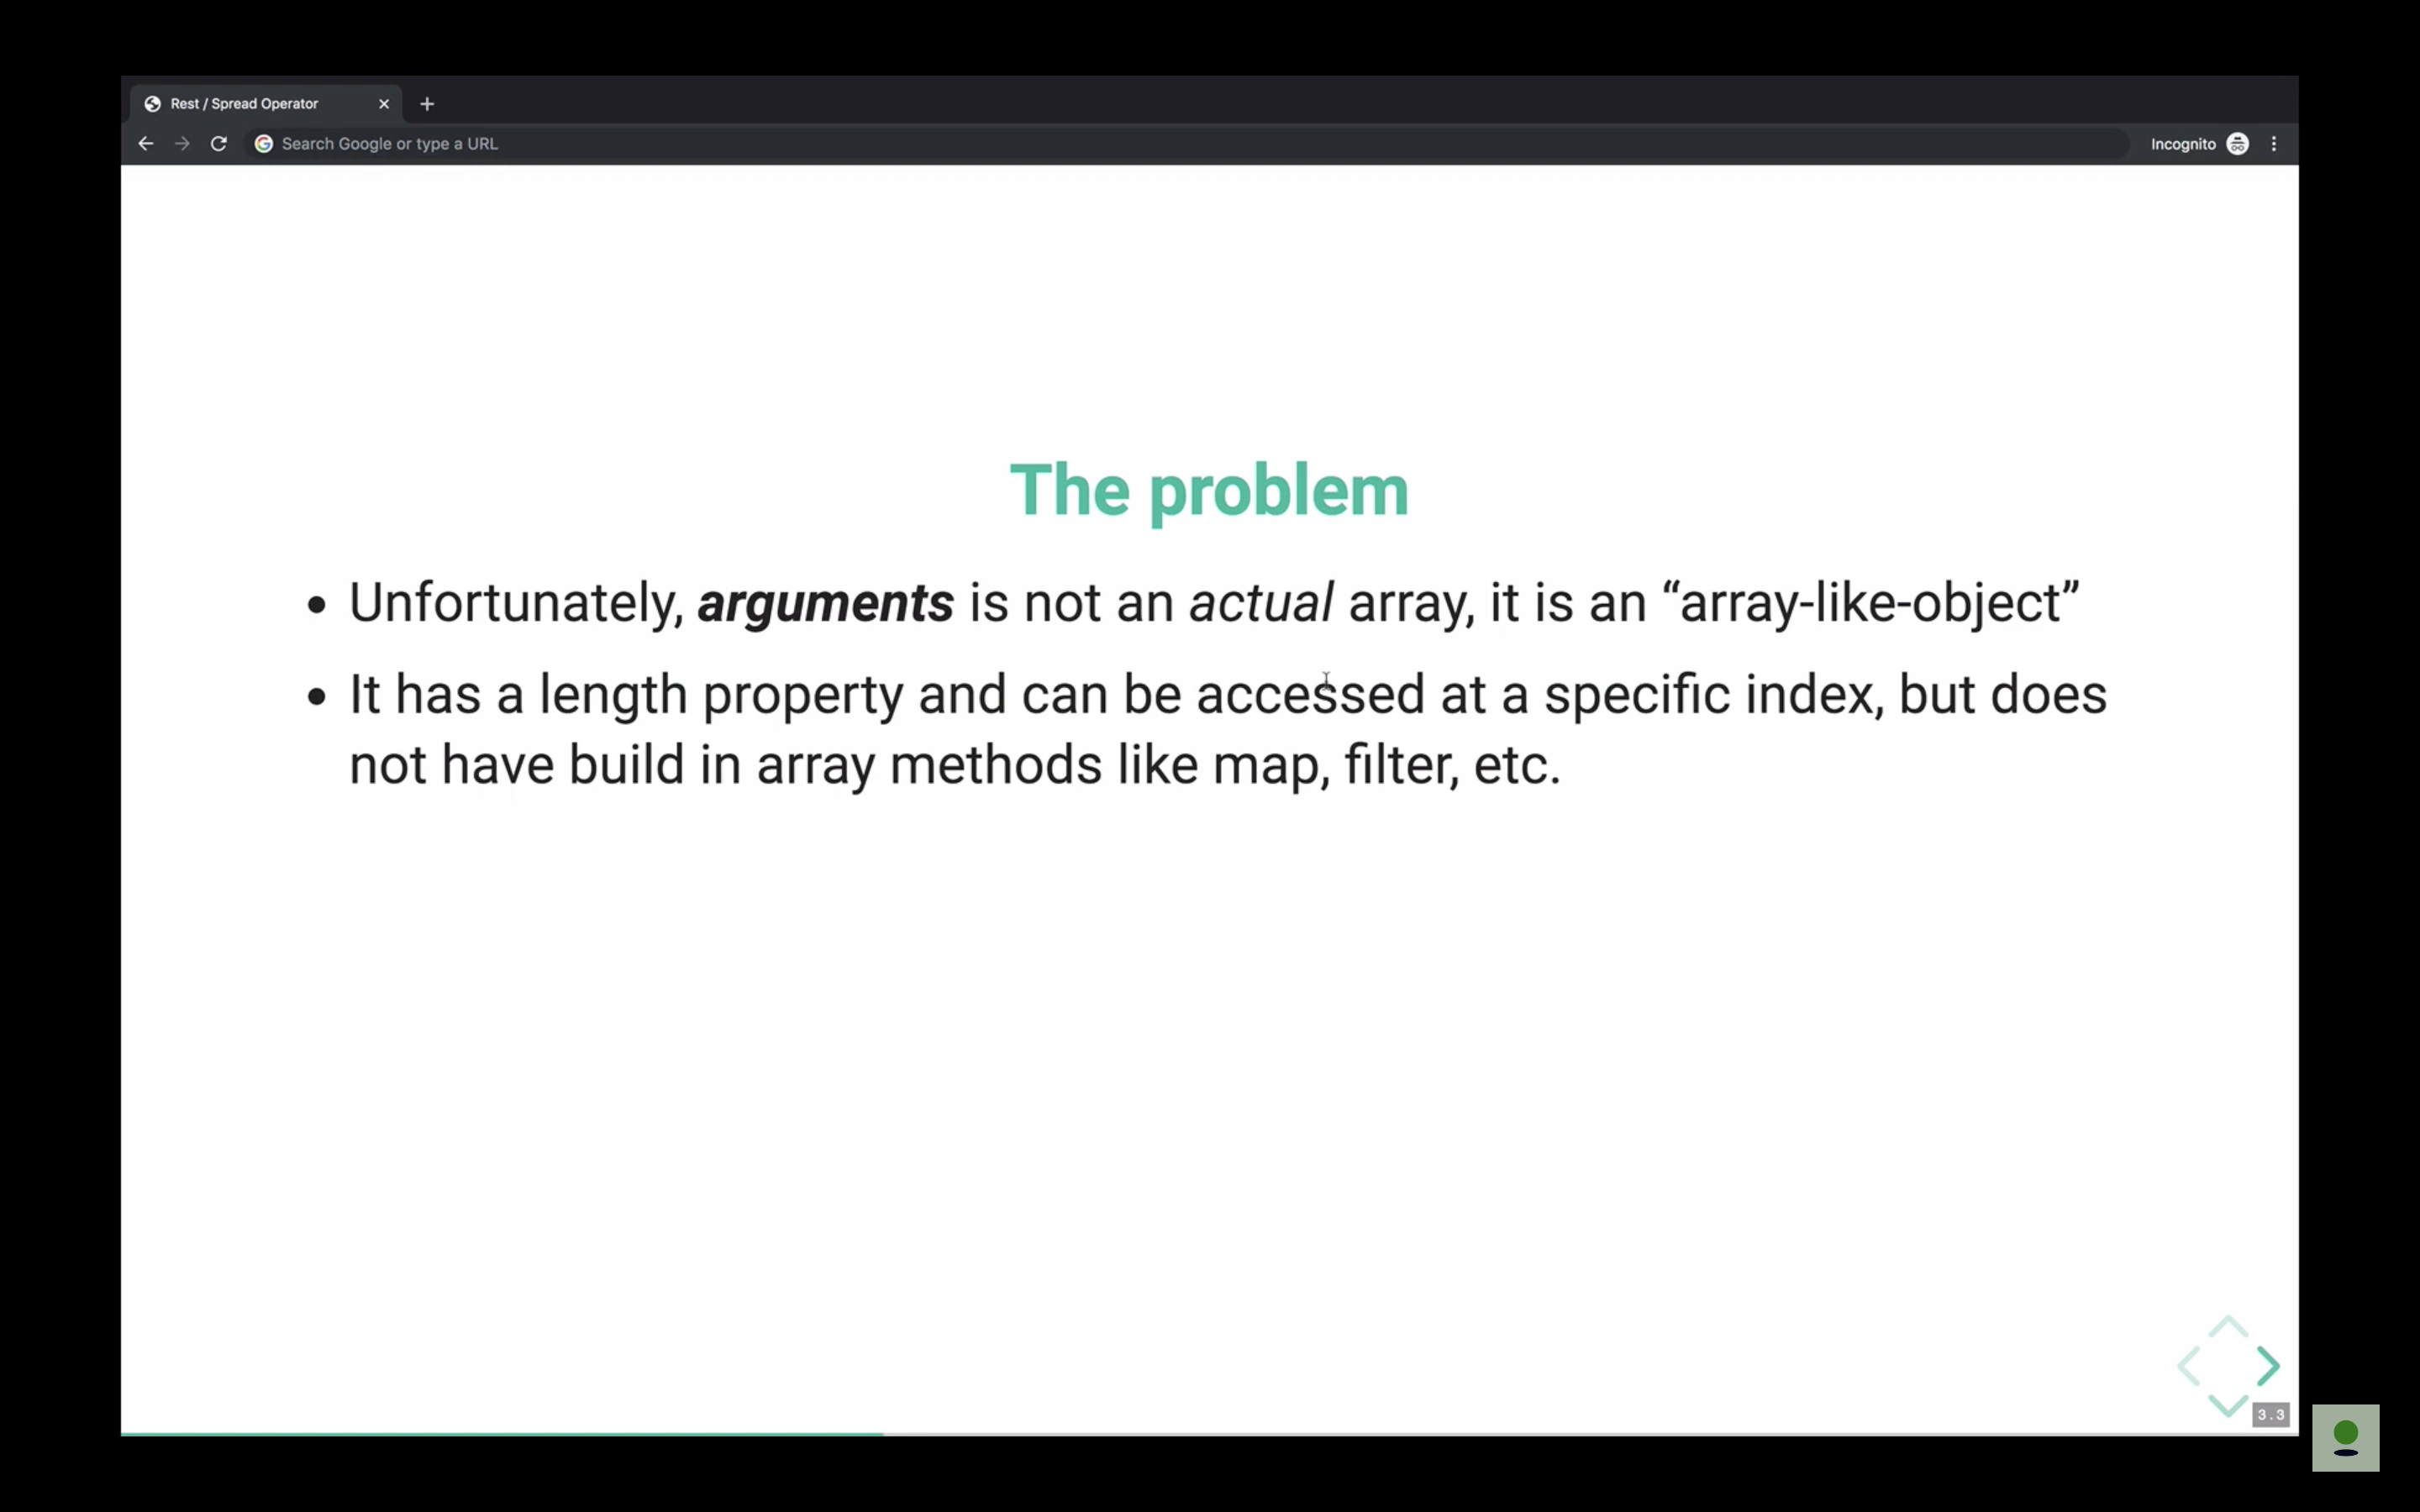 Rest / Spread Operator
Search Google or type a URL
Incognito
The problem
• Unfortunately, arguments is not an actual array, it is an “array-like-object”
• It has a length property and can be accessed at a specific index, but does
not have build in array methods like map, filter, etc.
3.3